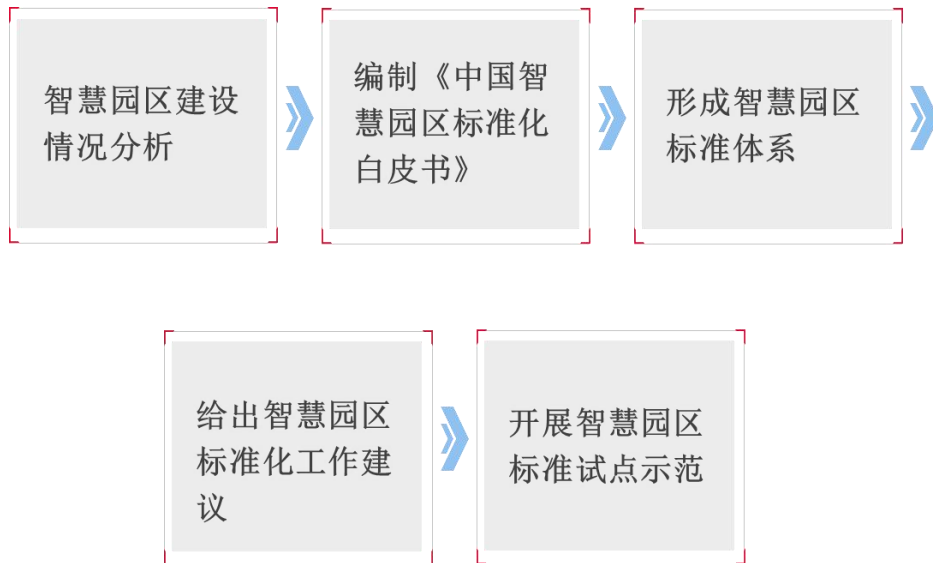 智慧园区建设
情况分析
编制《中国智
慧园区标准化
白皮书》
形成智慧园区
标准体系
给出智慧园区
标准化工作建
议
开展智慧园区
标准试点示范